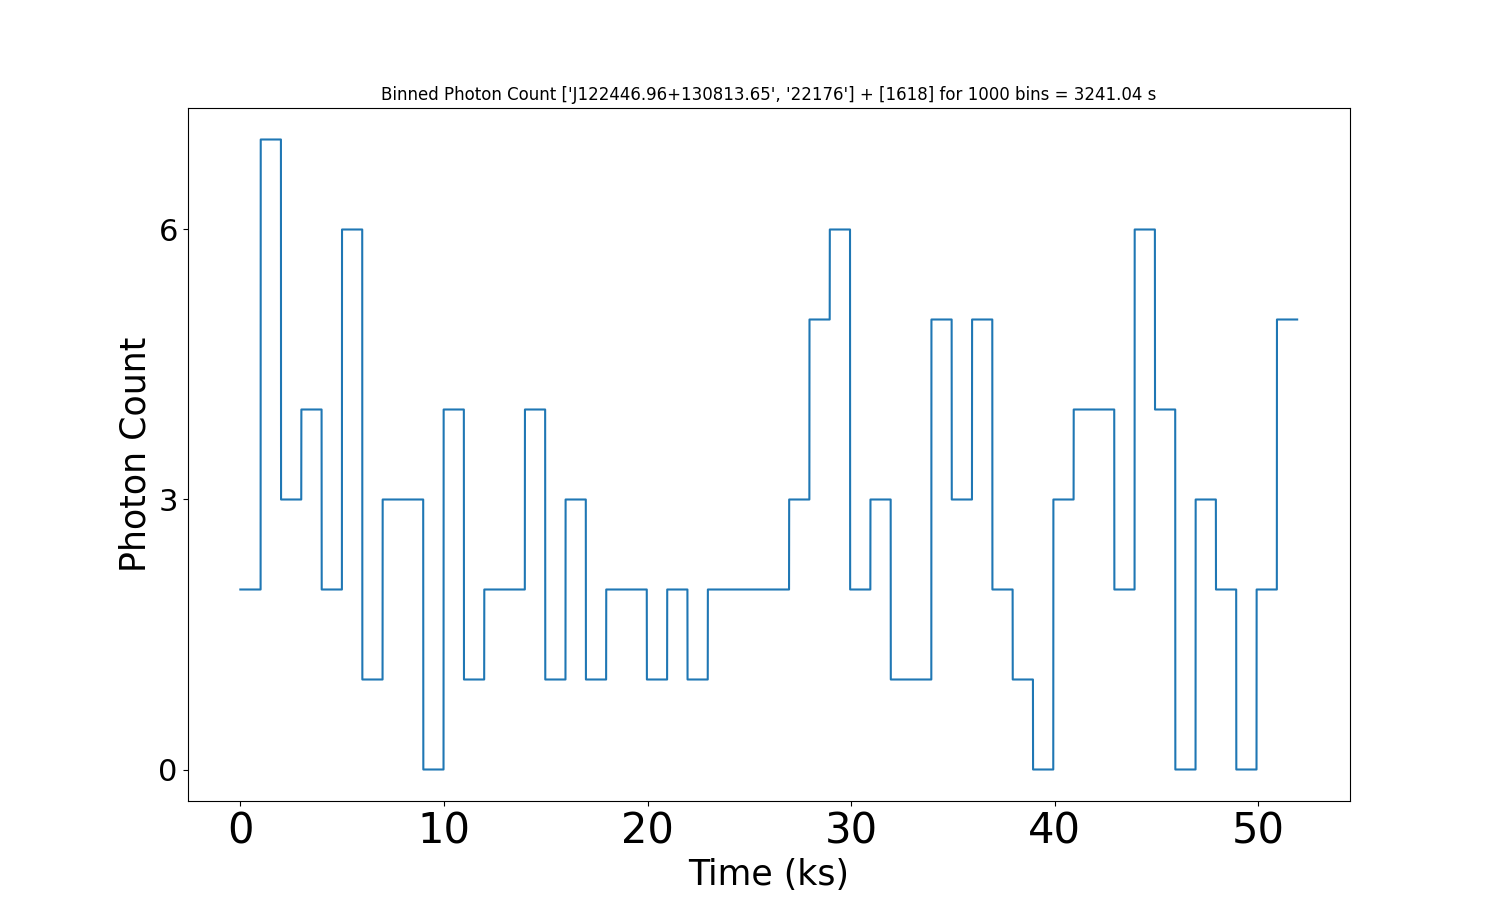 Binned Photon Count ['J122446.96+130813.65', '22176'] + [1618] for 1000 bins = 3241.04 s
6
3
0
Photon Count
0 10 20 30 40 50
Time (ks)